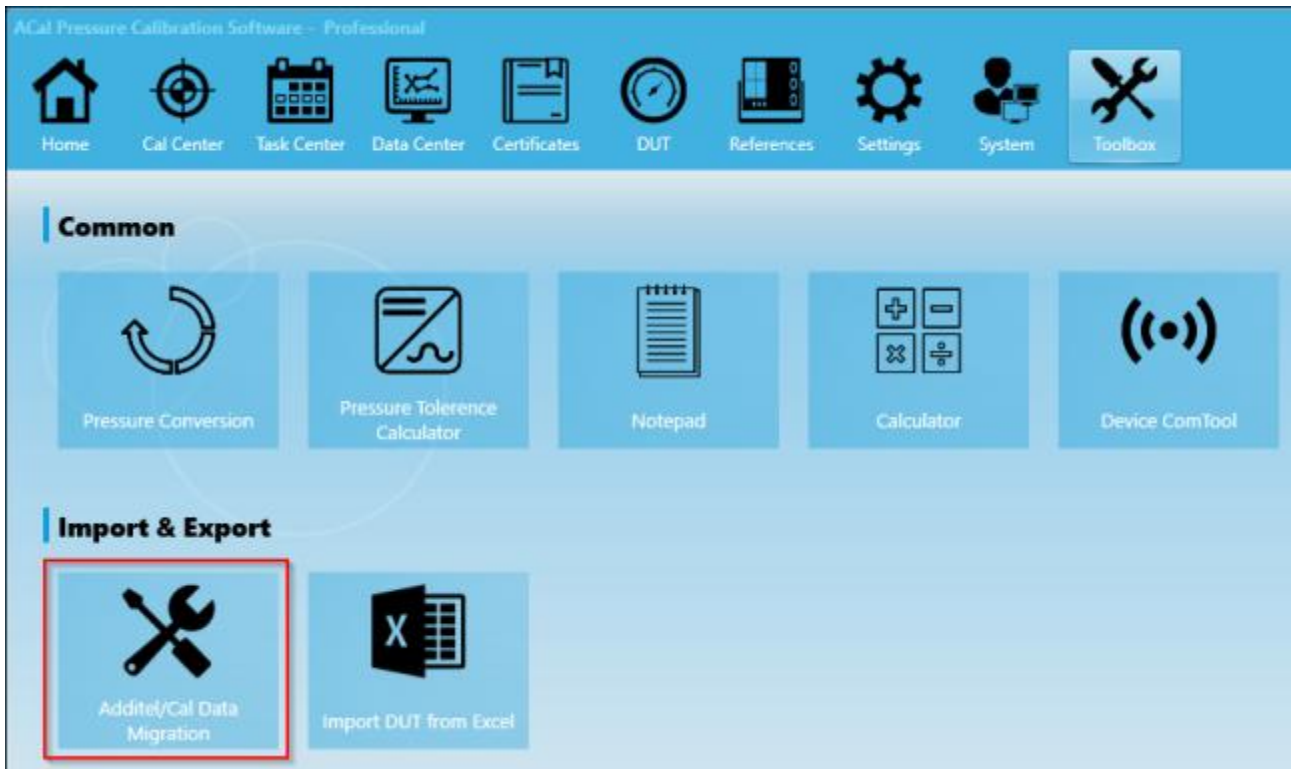 ACal Pressure Calibration Software - Professional
Home Cal Center Task Center Data Center Certificates DUT References Settings System Toolbox
Common
Pressure Conversion
Pressure Tolerence
Calculator
Notepad
Calculator
Device ComTool
Import & Export
Additel/Cal Data
Migration
X
Import DUT from Excel